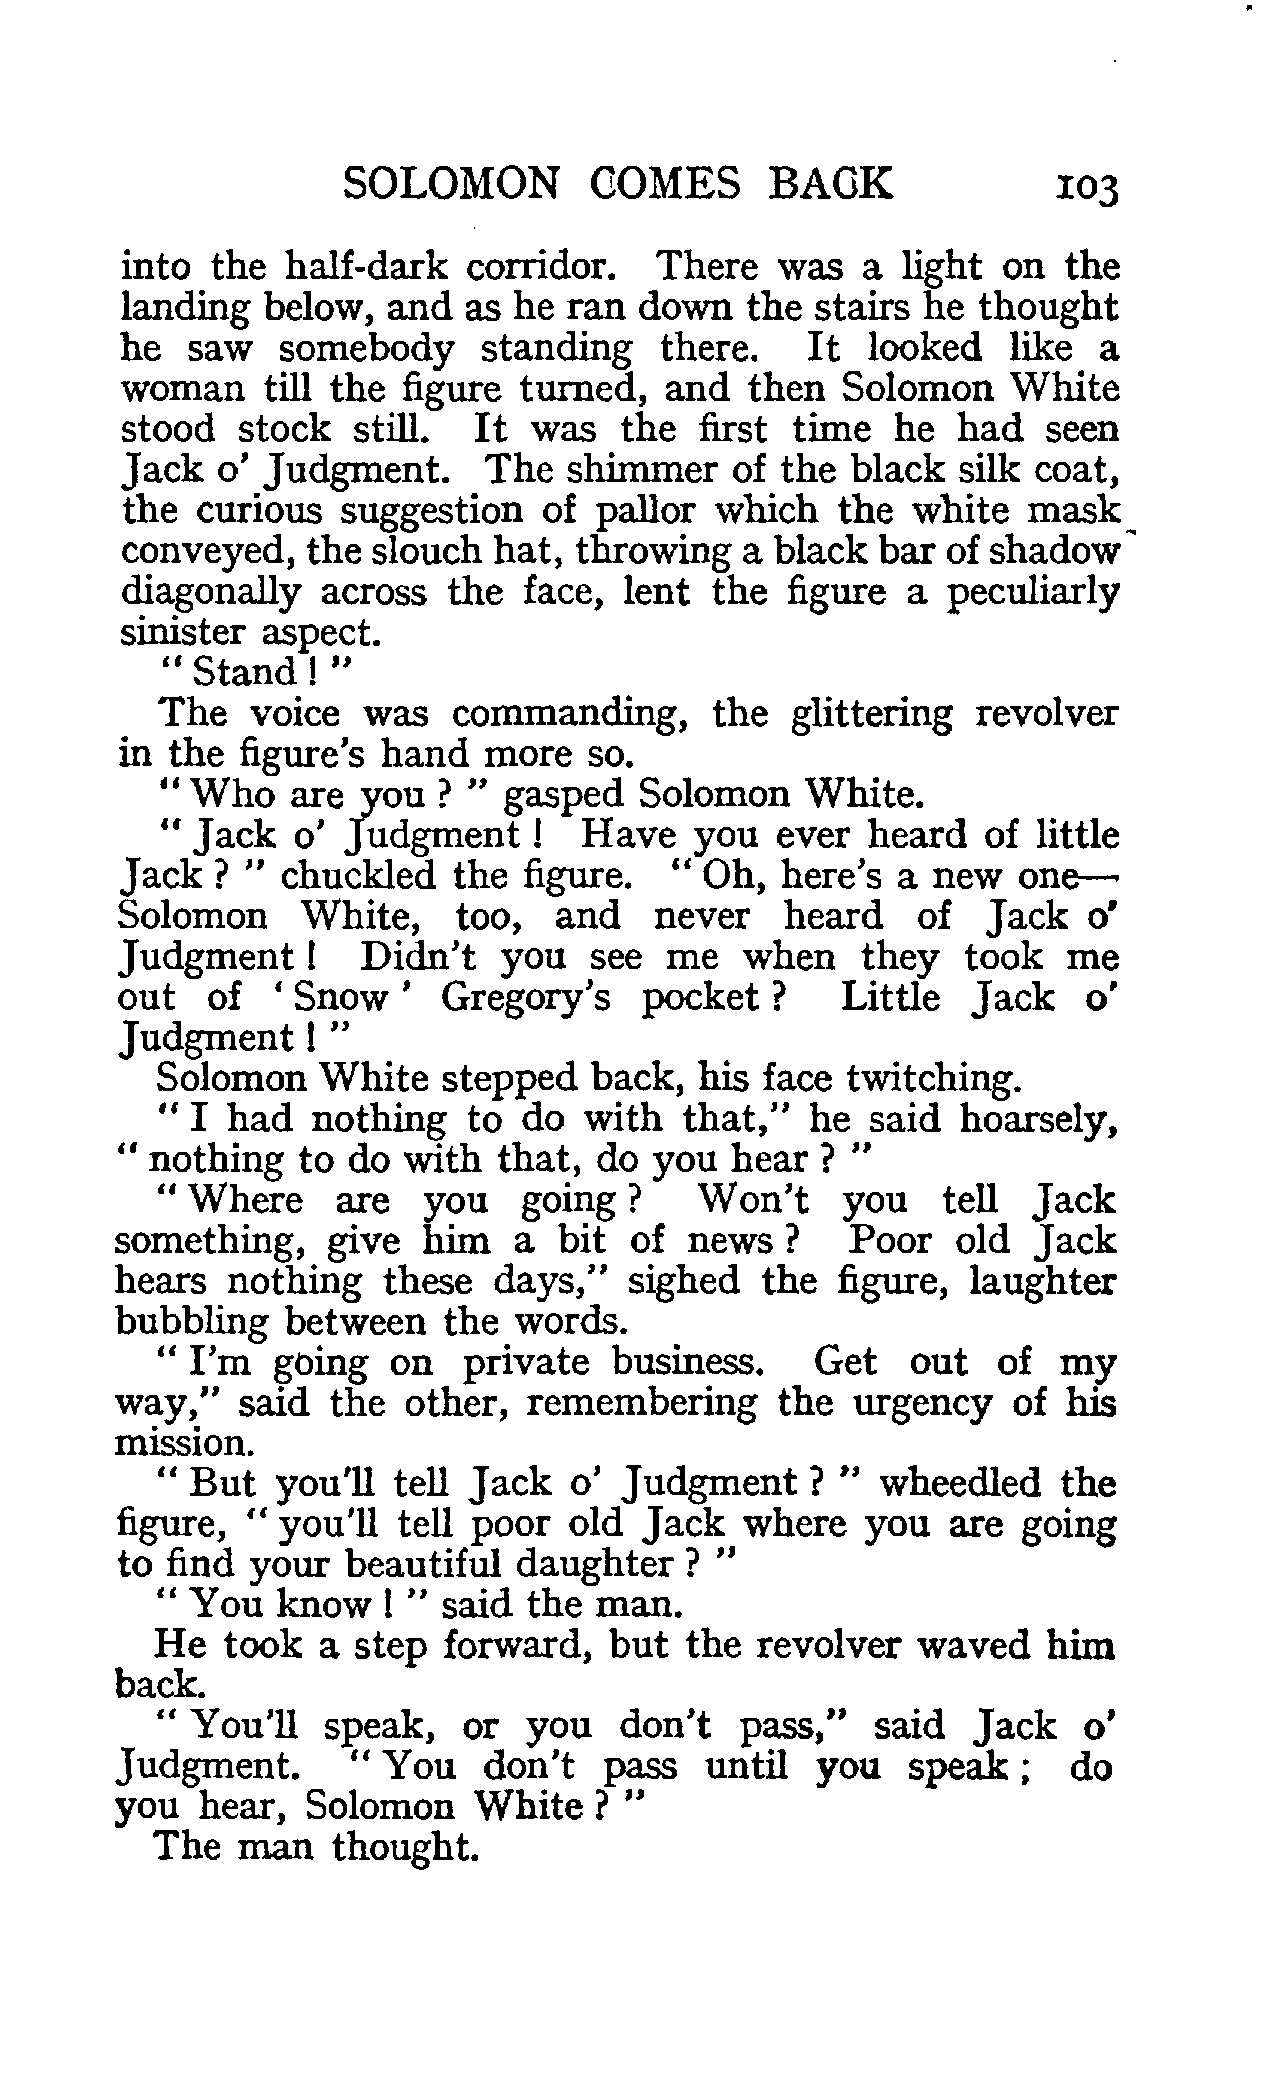 SOLOMON COMES BACK 103
into the half-dark corridor. There was a light on the
landing below, and as he ran down the stairs he thought
he saw somebody standing there. It looked like a
woman till the figure turned, and then Solomon White
stood stock still. It was the first time he had seen
Jack o' Judgment. The shimmer of the black silk coat,
the curious suggestion of pallor which the white mask
conveyed, the slouch hat, throwing a black bar of shadow
diagonally across the face, lent the figure a peculiarly
sinister aspect.
" Stand ! "
The voice was commanding, the glittering revolver
in the figure's hand more so.
" Who are you ? " gasped Solomon White.
" Jack o' Judgment ! Have you ever heard of little
Jack ? " chuckled the figure. " Oh, here's a new one—
Solomon White, too, and never heard of Jack o'
Judgment ! Didn't you see me when they took me
out of ' Snow ' Gregory's pocket ? Little Jack o'
Judgment ! "
Solomon White stepped back, his face twitching.
" I had nothing to do with that," he said hoarsely,
" nothing to do with that, do you hear ? "
" Where are you going ? Won't you tell Jack
something, give him a bit of news ? Poor old Jack
hears nothing these days," sighed the figure, laughter
bubbling between the words.
" I'm going on private business. Get out of my
way," said the other, remembering the urgency of his
mission.
" But you'll tell Jack o' Judgment ? " wheedled the
figure, " you'll tell poor old Jack where you are going
to find your beautiful daughter ? "
" You know ! " said the man.
He took a step forward, but the revolver waved him
back.
" You'll speak, or you don't pass," said Jack o'
Judgment. " You don't pass until you speak ; do
you hear, Solomon White ? "
The man thought.